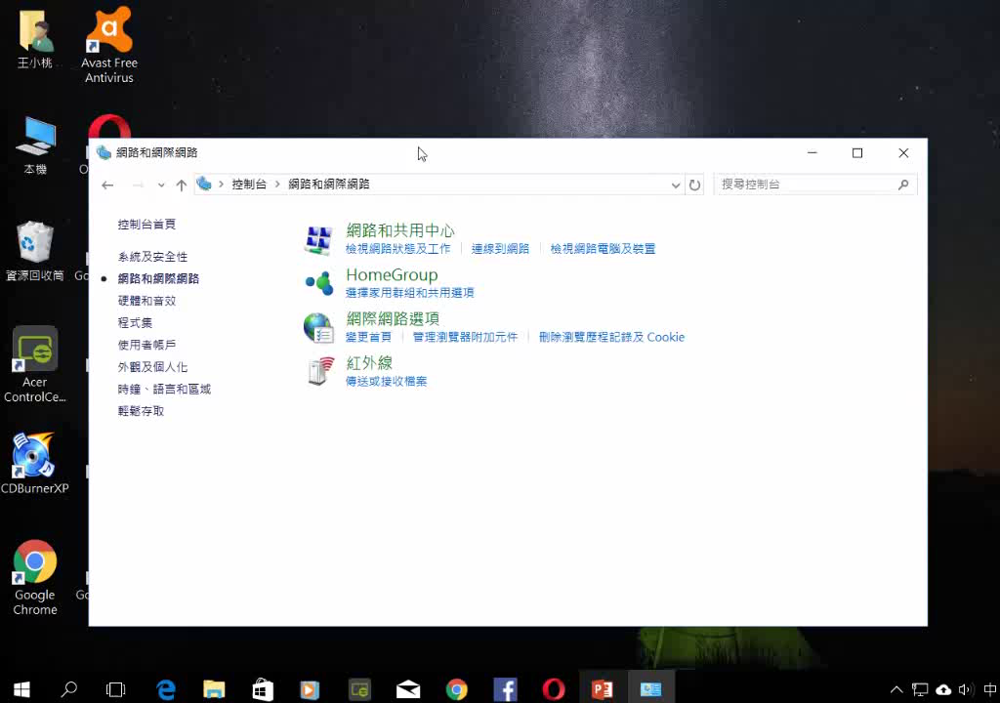 王小桃
Avast Free
Antivirus
本機
資源回收筒
Acer
ControlCe...
CDBurnerXP
Google
Chrome
網路和網際網路
控制台 網路和網際網路
搜尋控制台
控制台首頁
系統及安全性
網路和網際網路
硬體和音效
程式集
使用者帳戶
外觀及個人化
時鐘、語言和區域
輕鬆存取
網路和共用中心
檢視網路狀態及工作 連線到網路 檢視網路電腦及裝置
HomeGroup
選擇家用群組和共用選項
網際網路選項
變更首頁 管理瀏覽器附加元件 刪除瀏覽歷程記錄及 Cookie
紅外線
傳送或接收檔案
中